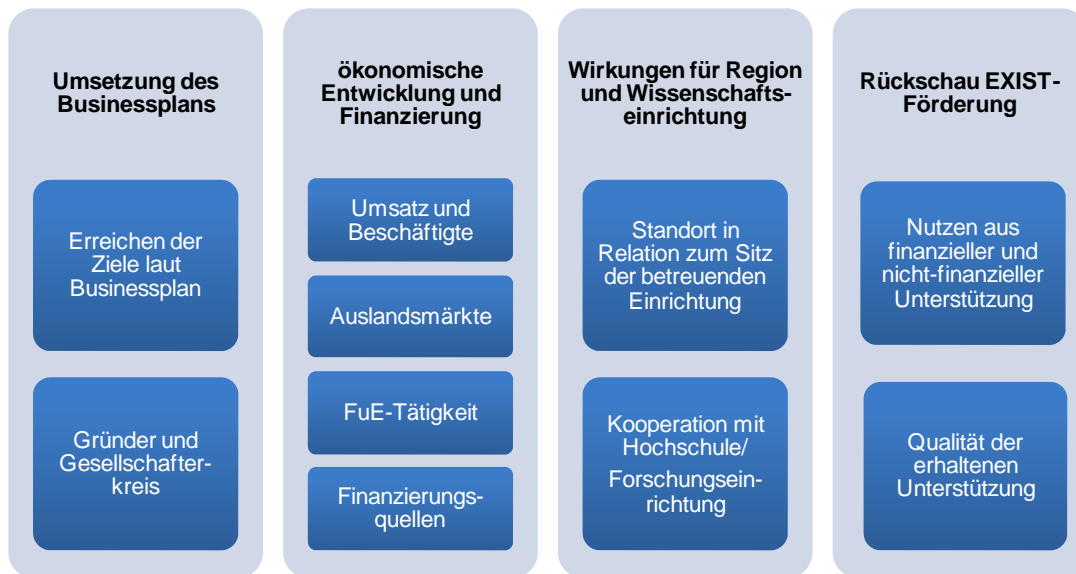 Umsetzung des
Businessplans
Erreichen der
Ziele laut
Businessplan
Gründer und
Gesellschafter-
kreis
ökonomische
Entwicklung und
Finanzierung
Umsatz und
Beschäftigte
Auslandsmärkte
FuE-Tätigkeit
Finanzierungs-
quellen
Wirkungen für Region
und Wissenschafts-
einrichtung
Standort in
Relation zum Sitz
der betreuenden
Einrichtung
Kooperation mit
Hochschule/
Forschungsein-
richtung
Rückschau EXIST-
Förderung
Nutzen aus
finanzieller und
nicht-finanzieller
Unterstützung
Qualität der
erhaltenen
Unterstützung